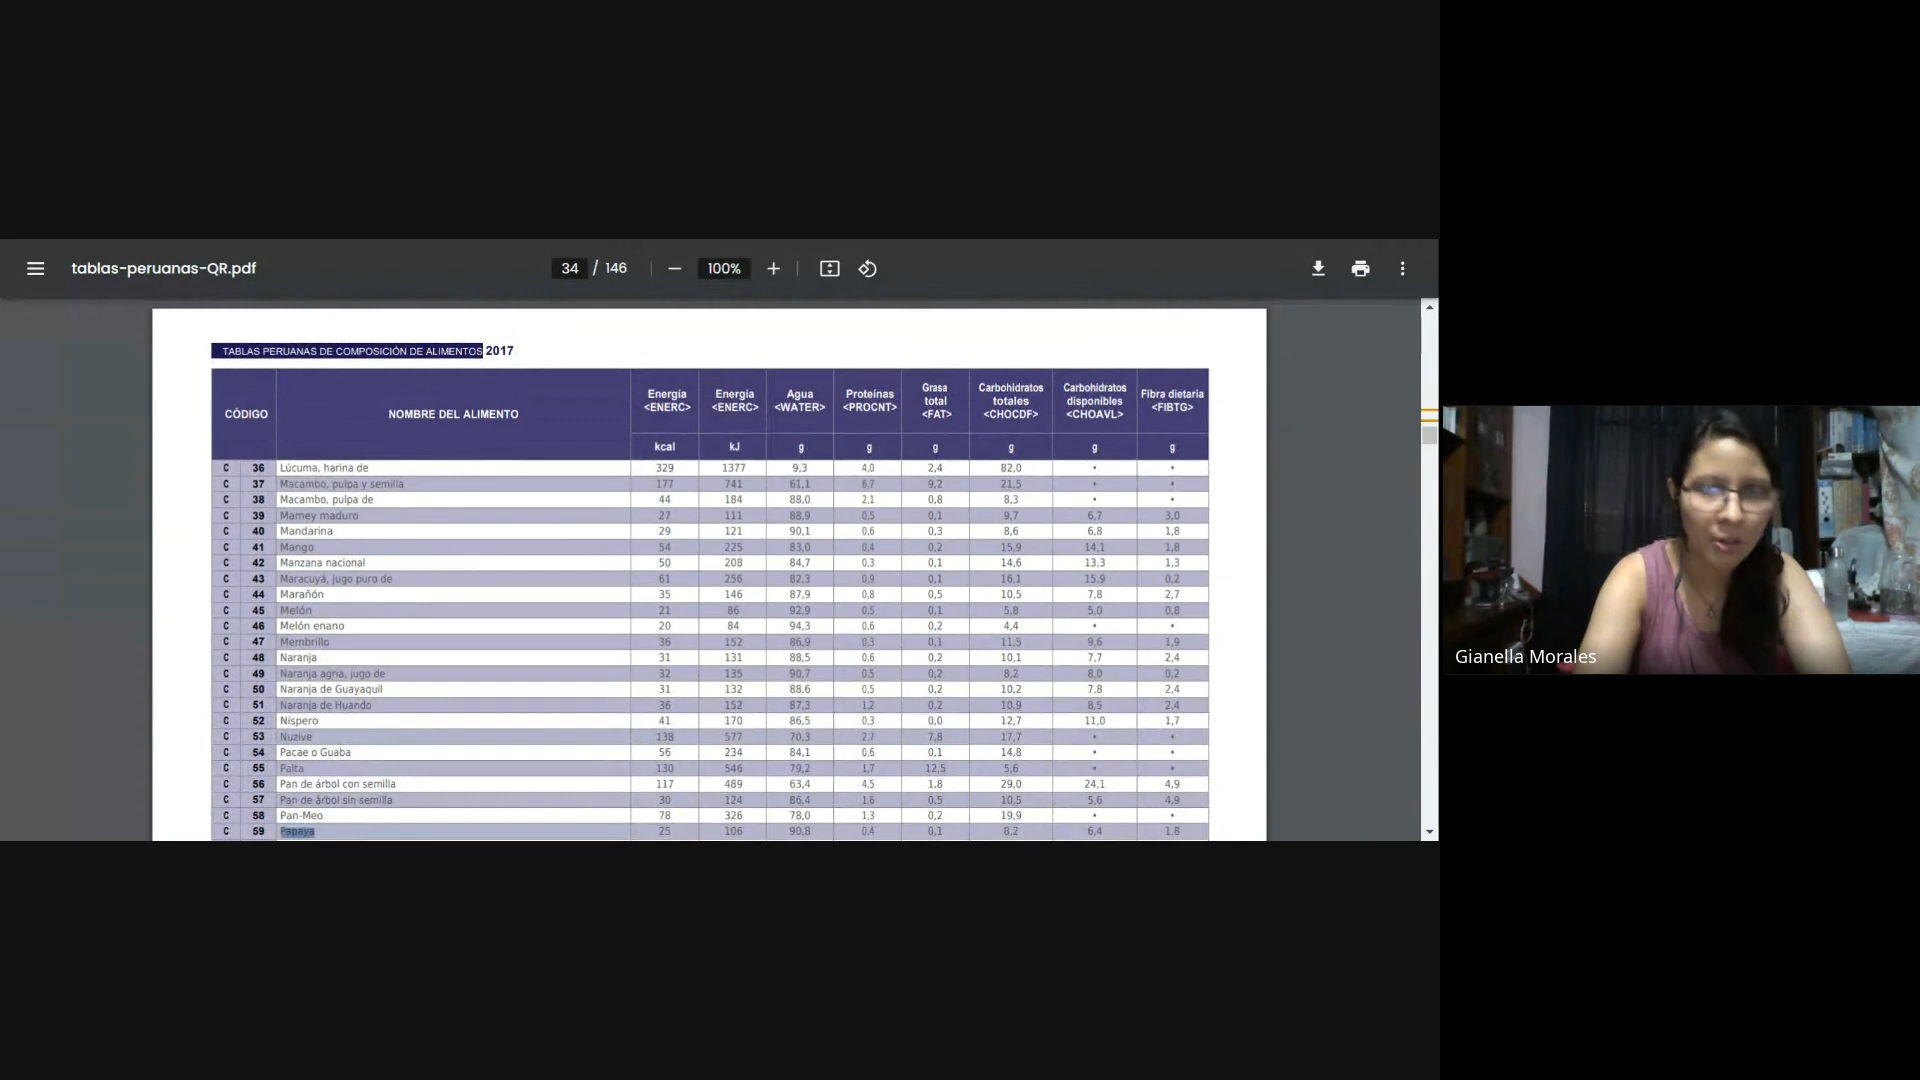 tablas-peruanas-QR.pdf
34 / 146
100%
TABLAS PERUANAS DE COMPOSICIÓN DE ALIMENTOS 2017
CÓDIGO NOMBRE DEL ALIMENTO Energía <ENERC> Energía <ENERC> Agua <WATER> Proteínas <PROCNT> Grasa total <FAT> Carbohidratos totales <CHOCDF> Carbohidratos disponibles <CHOAVL> Fibra dietaria <FIBTG>
kcal kJ g g g g g g
C 36 Lúcuma, harina de 329 1377 9,3 4,0 2,4 82,0 • •
C 37 Macambo, pulpa y semilla 177 741 61,1 6,7 9,2 21,5 • •
C 38 Macambo, pulpa de 44 184 88,0 2,1 0,8 8,3 • •
C 39 Mamey maduro 27 111 88,9 0,5 0,1 9,7 6,7 3,0
C 40 Mandarina 29 121 90,1 0,6 0,3 8,6 6,8 1,8
C 41 Mango 54 225 83,0 0,4 0,2 15,9 14,1 1,8
C 42 Manzana nacional 50 208 84,7 0,3 0,1 14,6 13,3 1,3
C 43 Maracuyá, jugo puro de 61 256 82,3 0,9 0,1 16,1 15,9 0,2
C 44 Marañón 35 146 87,9 0,8 0,5 10,5 7,8 2,7
C 45 Melón 21 86 92,9 0,5 0,1 5,8 5,0 0,8
C 46 Melón enano 20 84 94,3 0,6 0,2 4,4 • •
C 47 Membrillo 36 152 86,9 0,3 0,1 11,5 9,6 1,9
C 48 Naranja 31 131 88,5 0,6 0,2 10,1 7,7 2,4
C 49 Naranja agria, jugo de 32 135 90,7 0,5 0,2 8,2 8,0 0,2
C 50 Naranja de Guayaquil 31 132 88,6 0,5 0,2 10,2 7,8 2,4
C 51 Naranja de Huando 36 152 87,3 1,2 0,2 10,9 8,5 2,4
C 52 Níspero 41 170 86,5 0,3 0,0 12,7 11,0 1,7
C 53 Nuzive 138 577 70,3 2,7 7,8 17,7 • •
C 54 Pacae o Guaba 56 234 84,1 0,6 0,1 14,8 • •
C 55 Palta 130 546 79,2 1,7 12,5 5,6 • •
C 56 Pan de árbol con semilla 117 489 63,4 4,5 1,8 29,0 24,1 4,9
C 57 Pan de árbol sin semilla 30 124 86,4 1,6 0,5 10,5 5,6 4,9
C 58 Pan-Meo 78 326 78,0 1,3 0,2 19,9 • •
C 59 Papaya 25 106 90,8 0,4 0,1 8,2 6,4 1,8
Gianella Morales